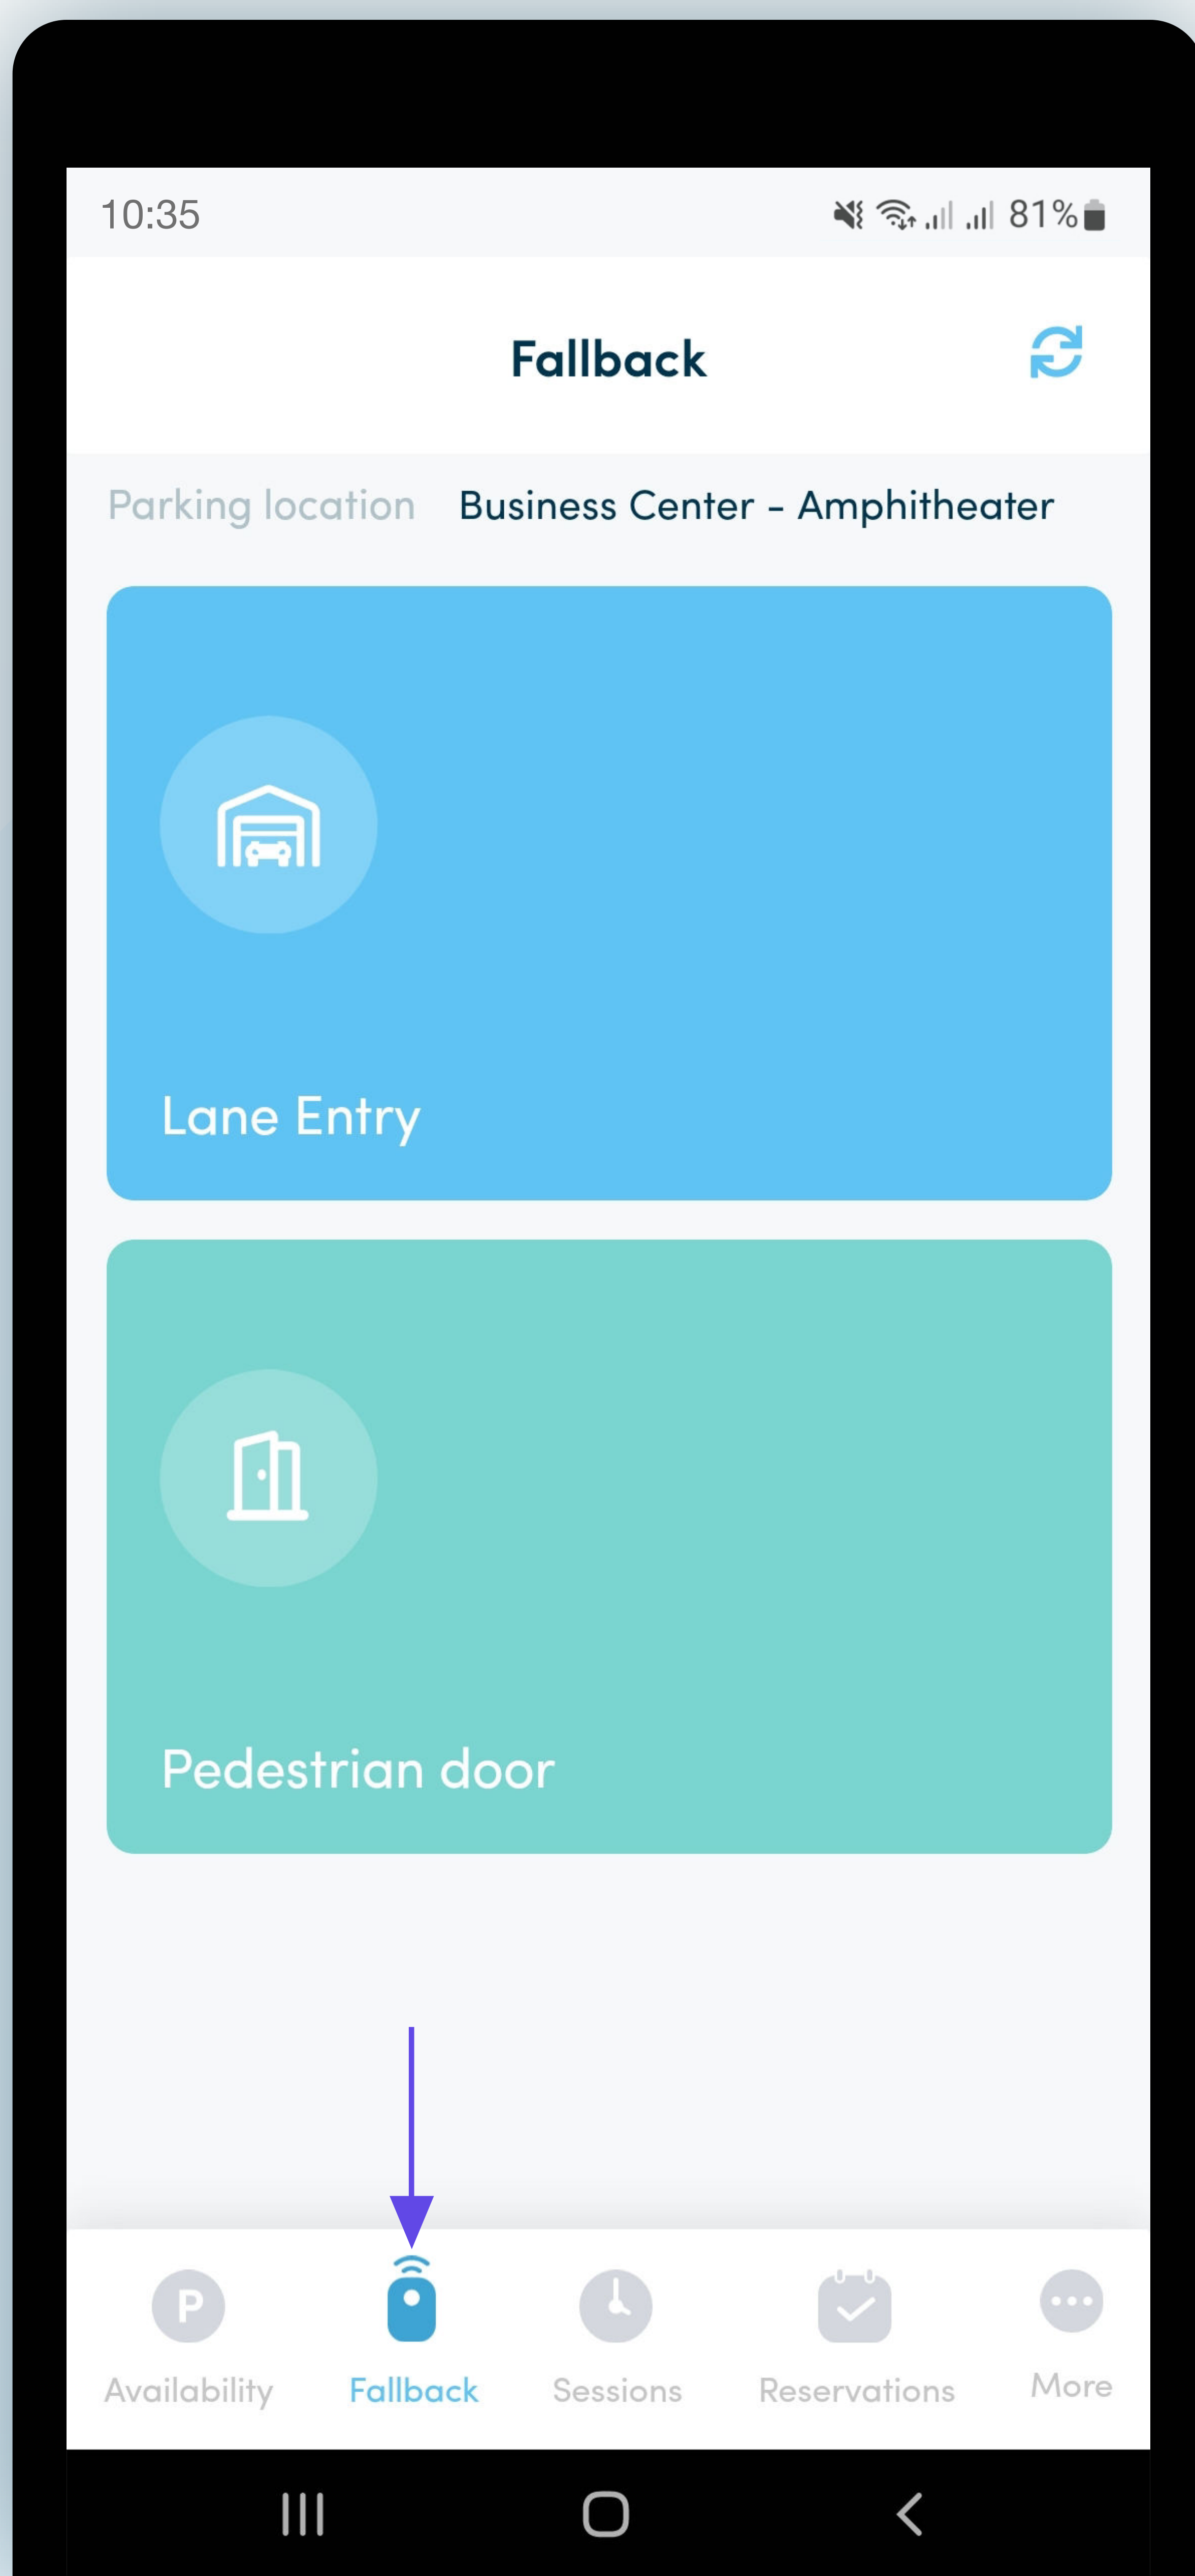 10:35
81%
Fallback
Parking location Business Center - Amphitheater
Lane Entry
Pedestrian door
P
Availability Fallback Sessions Reservations More